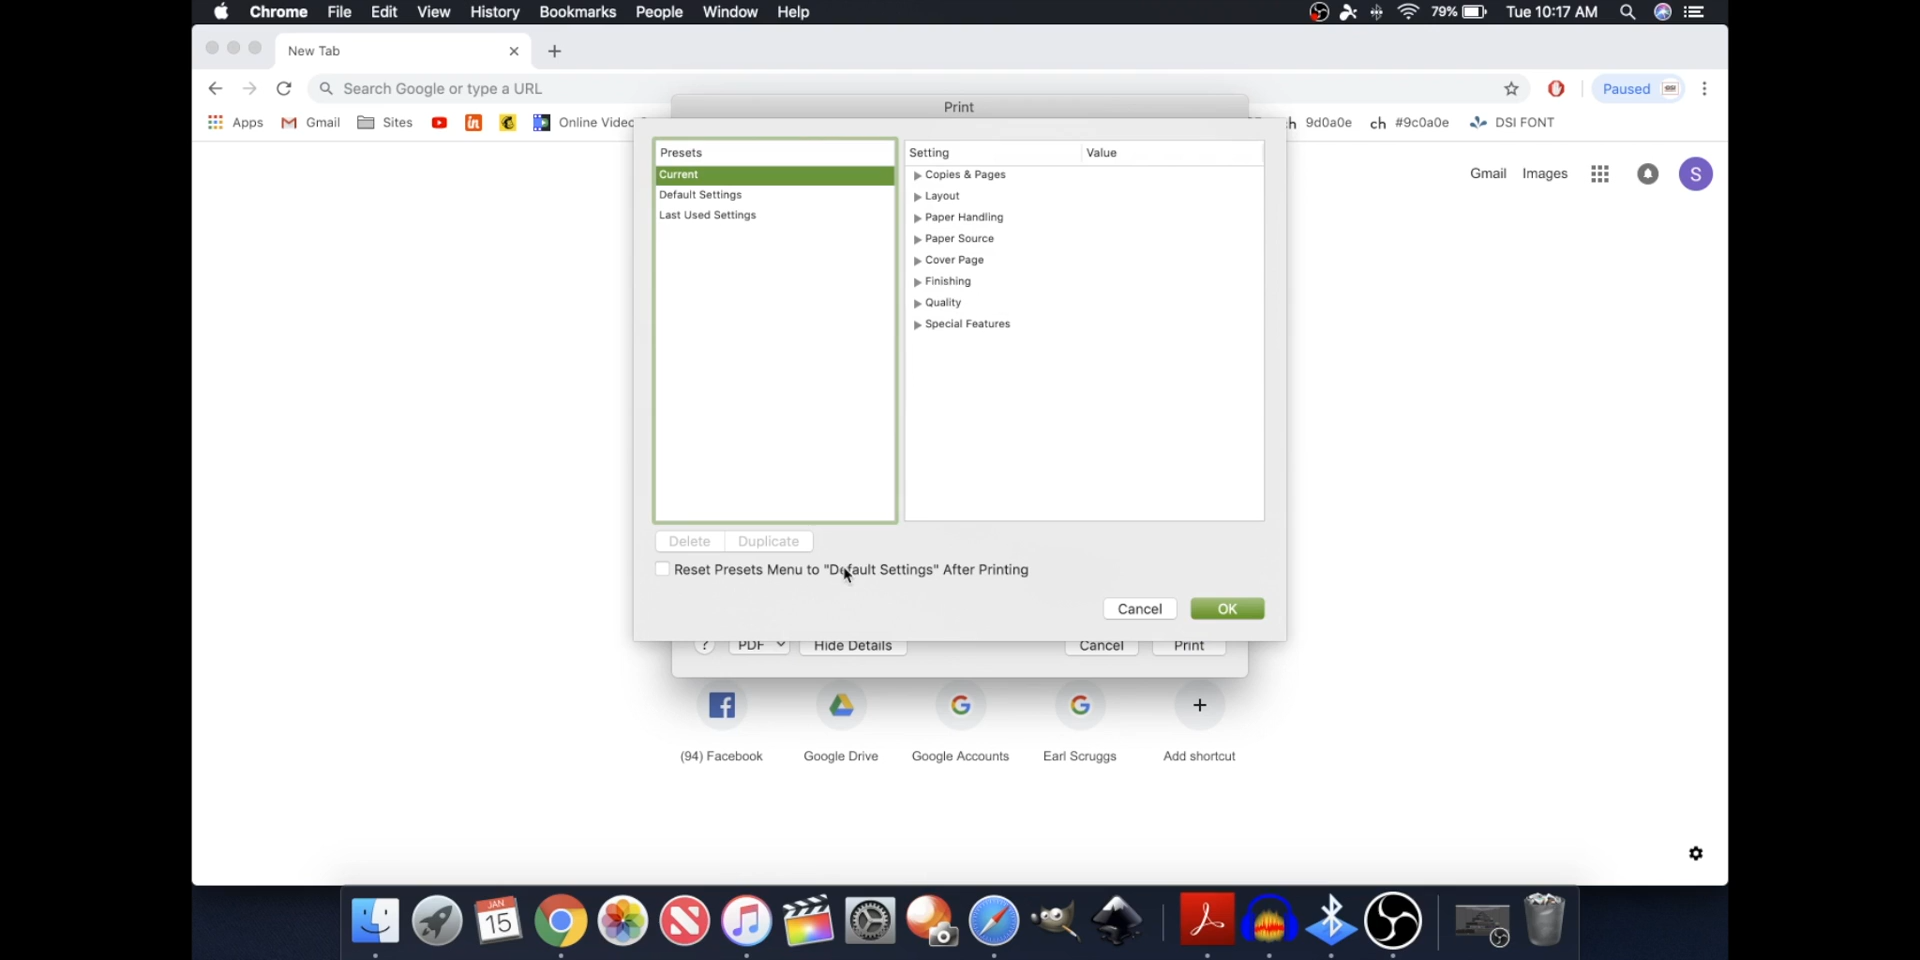 Chrome File Edit View History Bookmarks People Window Help 79% Tue 10:17 AM
New Tab
Search Google or type a URL
Paused
Print
Apps Gmail Sites in Online Video 9d0a0e ch #9c0a0e DSI FONT
Gmail Images S
Presets
Current
Default Settings
Last Used Settings
Setting Value
Copies & Pages
Layout
Paper Handling
Paper Source
Cover Page
Finishing
Quality
Special Features
Delete Duplicate
Reset Presets Menu to "Default Settings" After Printing
Cancel OK
? PDF Hide Details Cancel Print
(94) Facebook Google Drive Google Accounts Earl Scruggs Add shortcut
JAN
15